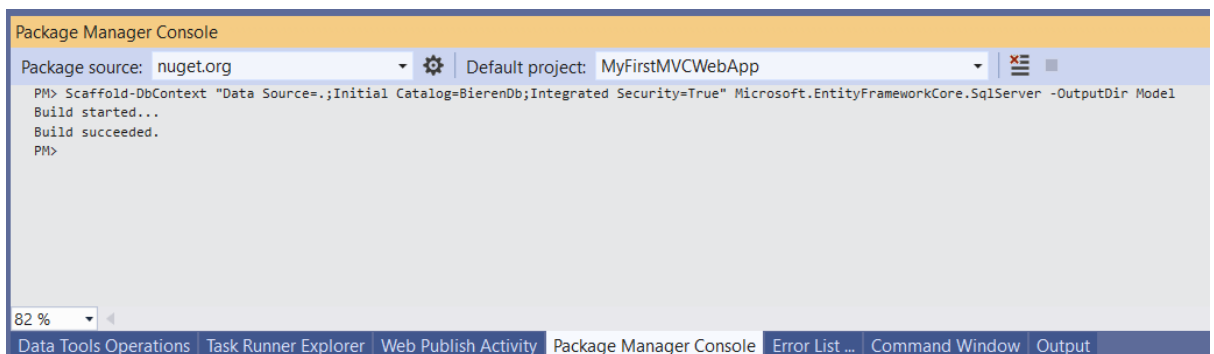 Package Manager Console
Package source: nuget.org Default project: MyFirstMVCWebApp
PM> Scaffold-DbContext "Data Source=.;Initial Catalog=BierenDb;Integrated Security=True" Microsoft.EntityFrameworkCore.SqlServer -OutputDir Model
Build started...
Build succeeded.
PM>
82 %
Data Tools Operations Task Runner Explorer Web Publish Activity Package Manager Console Error List ... Command Window Output